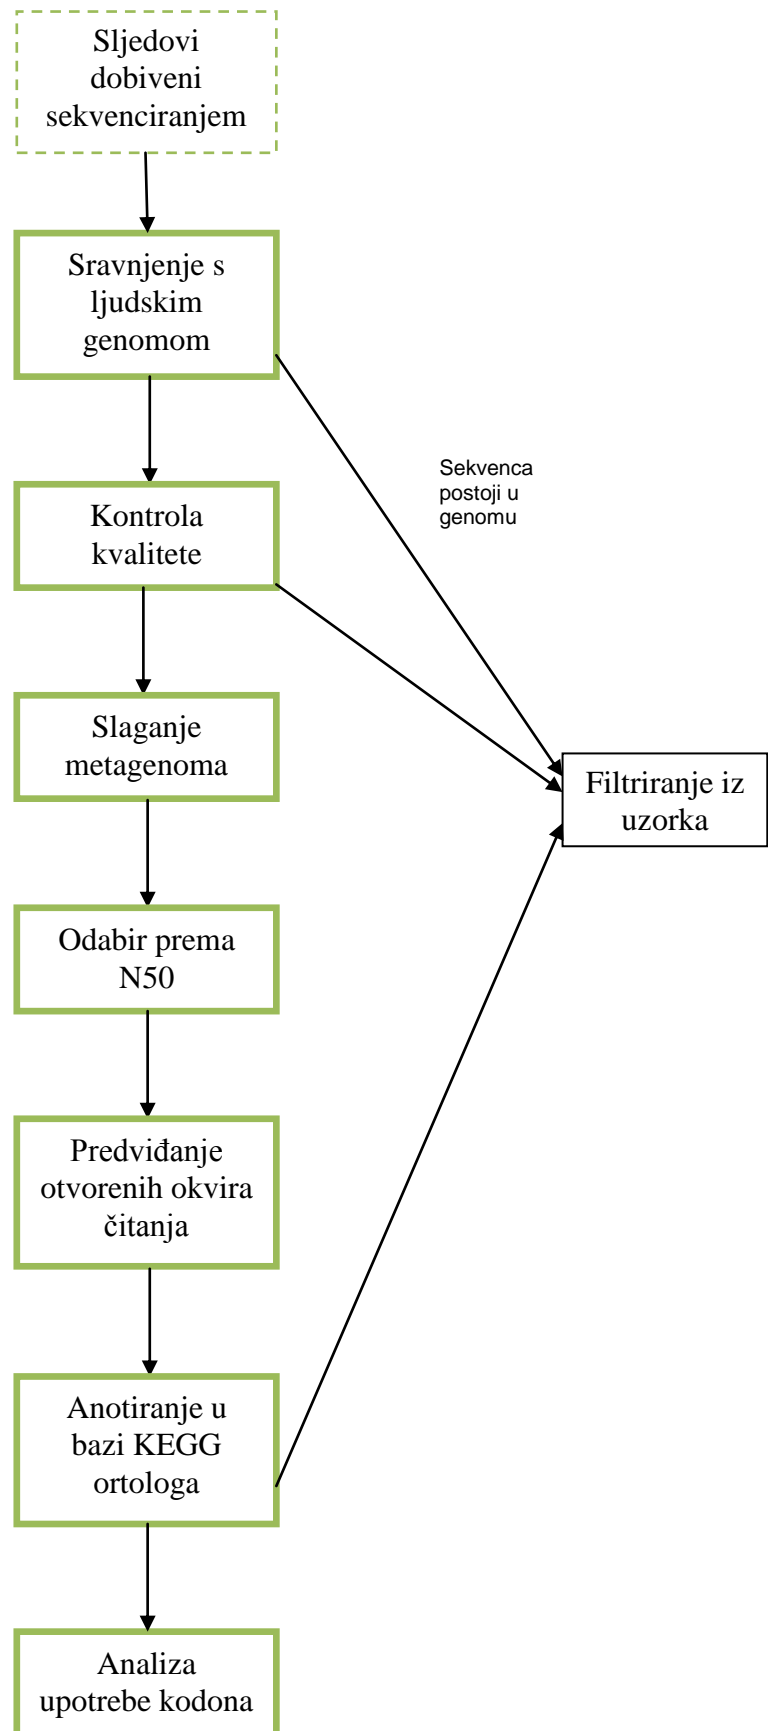 Sljedovi
dobiveni
sekvenciranjem
Sravnjenje s
ljudskim
genomom
Sekvenca
postoji u
genomu
Kontrola
kvalitete
Slaganje
metagenoma
Filtriranje iz
uzorka
Odabir prema
N50
Predviđanje
otvorenih okvira
čitanja
Anotiranje u
bazi KEGG
ortologa
Analiza
upotrebe kodona